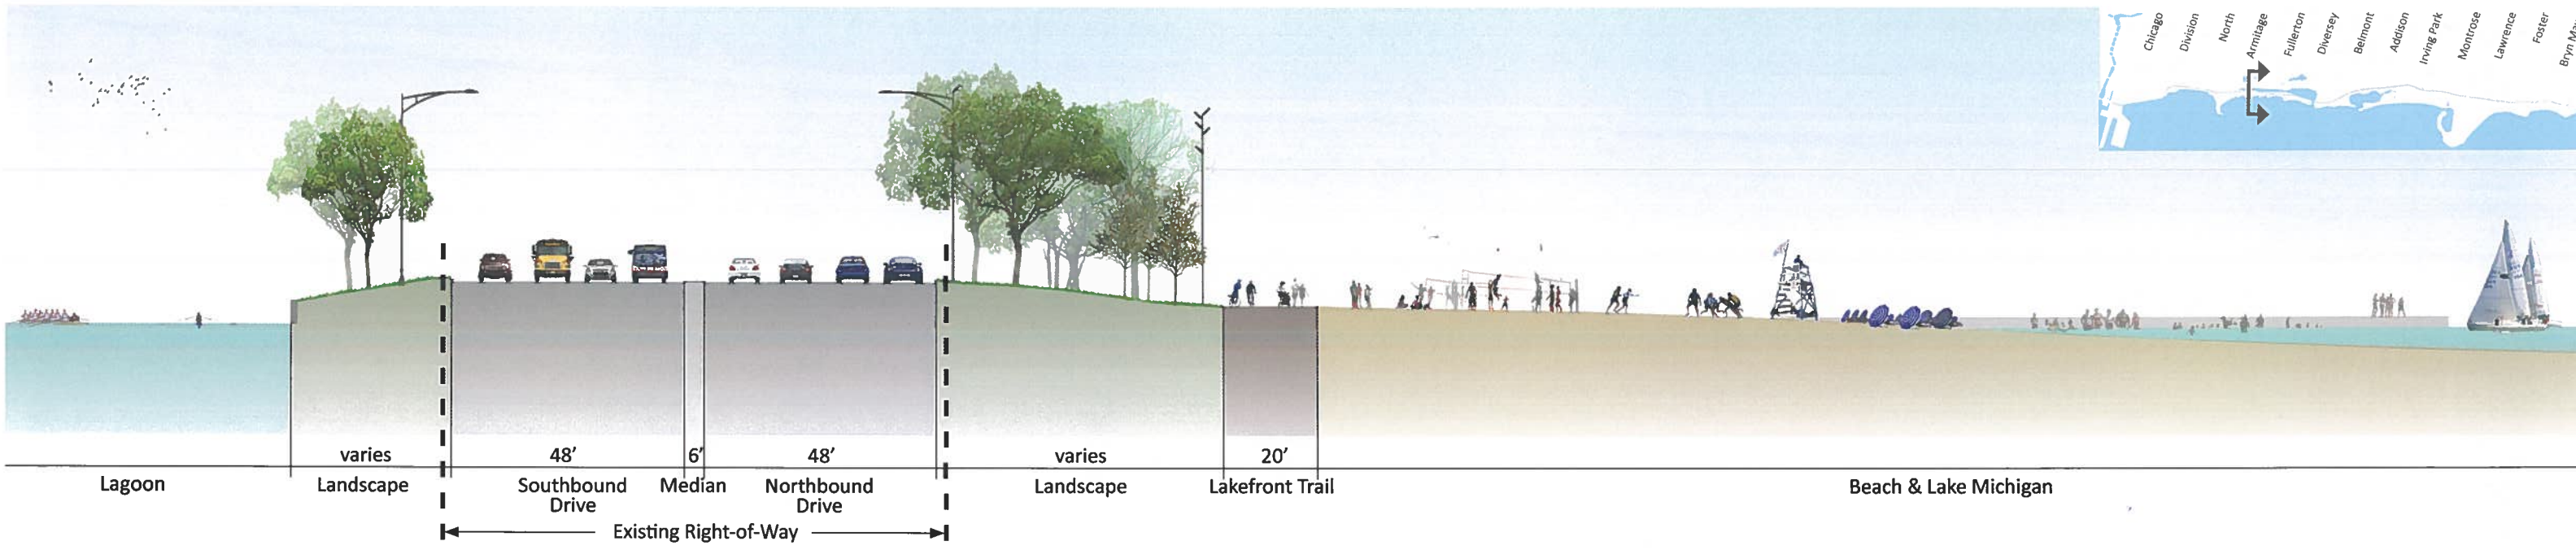 Chicago
Division
North
Armitage
Fullerton
Diversey
Belmont
Addison
Irving Park
Montrose
Lawrence
Foster
Bryn
varies
48’
6’
48’
varies
20’
Lagoon
Landscape
Southbound
Drive
Median
Northbound
Drive
Landscape
Lakefront Trail
Beach & Lake Michigan
Existing Right-of-Way